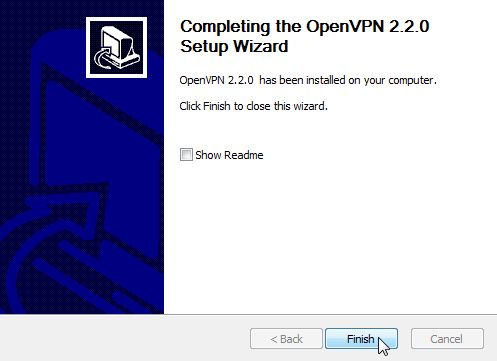 Completing the OpenVPN 2.2.0
Setup Wizard
OpenVPN 2.2.0 has been installed on your computer.
Click Finish to close this wizard.
Show Readme
< Back
Finish
Cancel